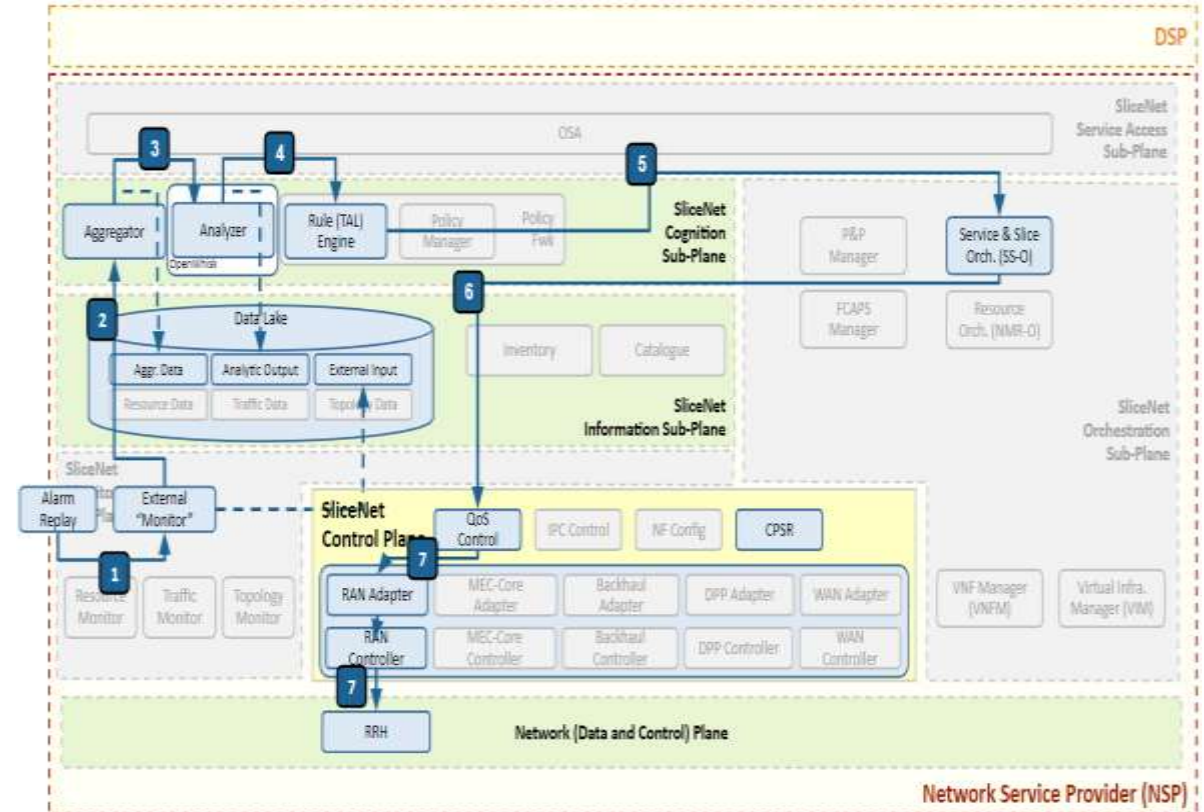 DSP
SliceNet
Service Access
Sub-Plane
OSA
3
4
5
Aggregator
Analyzer
OpenWhisk
Rule (TAL)
Engine
Policy
Manager
Policy
FWk
SliceNet
Cognition
Sub-Plane
P&P
Manager
Service & Slice
Orch. (SS-O)
2
6
Data Lake
FCAPS
Manager
Resource
Orch. (NMR-O)
Inventory
Catalogue
Aggr. Data
Analytic Output
External Input
Resource Data
Traffic Data
Topology Data
SliceNet
Information Sub-Plane
SliceNet
Orchestration
Sub-Plane
SliceNet
Alarm
Replay
External
“Monitor”
1
SliceNet
Control Plane
QoS
Control
IPC Control
NF Config
CPSR
7
Resource
Monitor
Traffic
Monitor
Topology
Monitor
RAN Adapter
MEC-Core
Adapter
Backhaul
Adapter
DPP Adapter
WAN Adapter
VNF Manager
(VNFM)
Virtual Infra.
Manager (VIM)
RAN
Controller
MEC-Core
Controller
Backhaul
Controller
DPP Controller
WAN
Controller
7
RRH
Network (Data and Control) Plane
Network Service Provider (NSP)